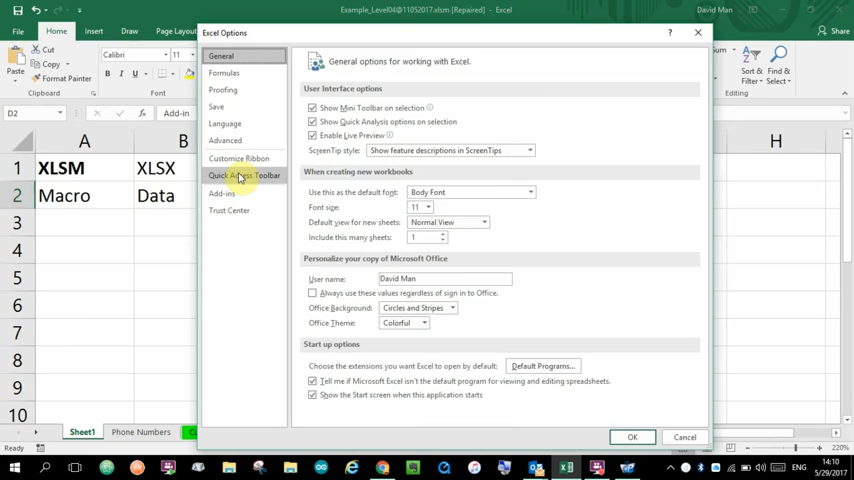 Example_Level04@11052017.xlsm [Repaired] - Excel
David Man
File Home Insert Draw Page Layout
Share
Excel Options
?
Cut
Copy
Format Painter
Paste
Clipboard
Calibri 11
B I U
Font
Sum
Sort & Filter
Find & Select
Editing
D2
Add-in
A B H
1 XLSM XLSX
2 Macro Data
3
4
5
6
7
8
9
10
General
Formulas
Proofing
Save
Language
Advanced
Customize Ribbon
Quick Access Toolbar
Add-ins
Trust Center
General options for working with Excel.
User Interface options
Show Mini Toolbar on selection
Show Quick Analysis options on selection
Enable Live Preview
ScreenTip style: Show feature descriptions in ScreenTips
When creating new workbooks
Use this as the default font: Body Font
Font size: 11
Default view for new sheets: Normal View
Include this many sheets: 1
Personalize your copy of Microsoft Office
User name: David Man
Always use these values regardless of sign in to Office.
Office Background: Circles and Stripes
Office Theme: Colorful
Start up options
Choose the extensions you want Excel to open by default: Default Programs...
Tell me if Microsoft Excel isn't the default program for viewing and editing spreadsheets.
Show the Start screen when this application starts
OK Cancel
Sheet1 Phone Numbers
Ready
220%
ENG
14:10
5/29/2017